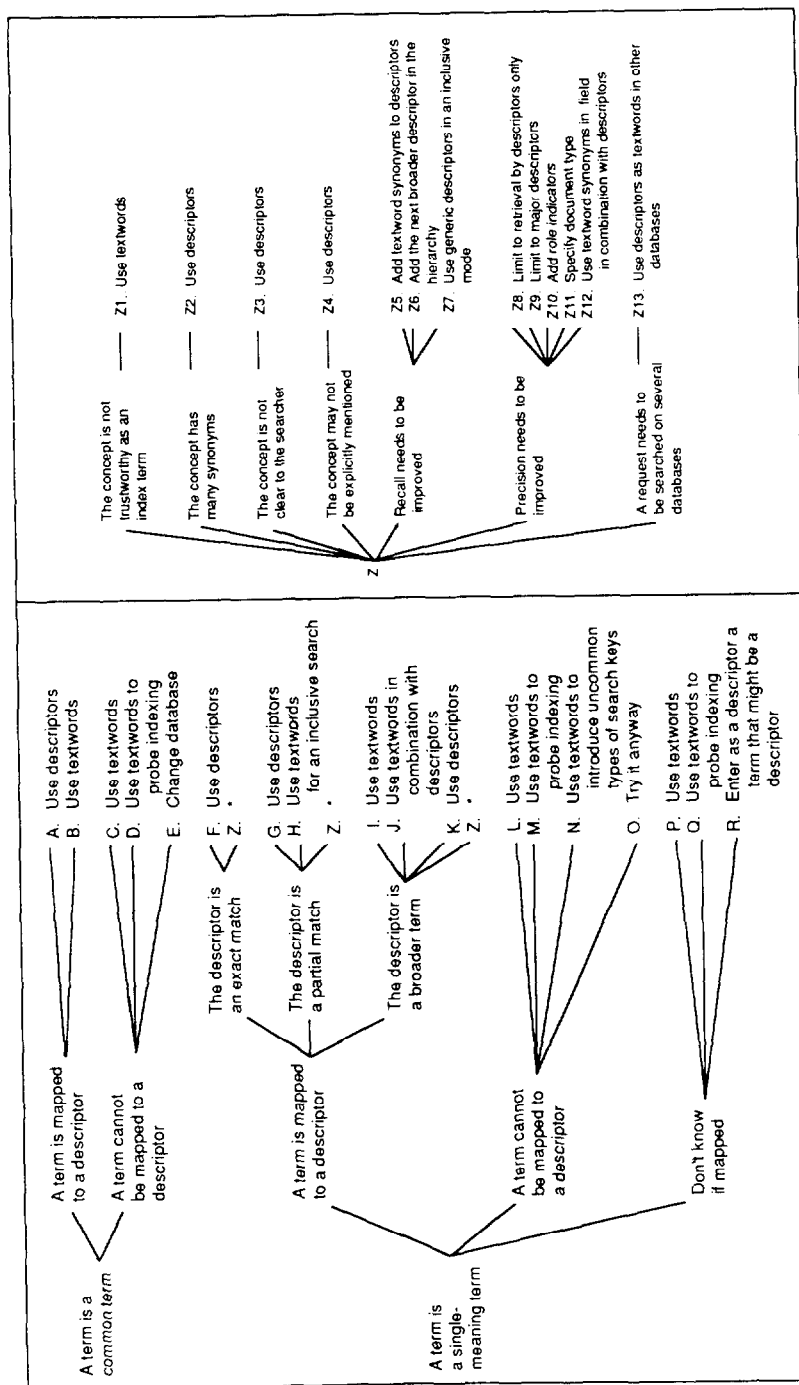 A term is a
common term
A term is mapped
to a descriptor
A. Use descriptors
B. Use textwords
A term cannot
be mapped to a
descriptor
C. Use textwords
D. Use textwords to
probe indexing
E. Change database
A term is
a single-
meaning term
A term is mapped
to a descriptor
The descriptor is
an exact match
F. Use descriptors
Z. *
The descriptor is
a partial match
G. Use descriptors
H. Use textwords
for an inclusive search
Z. *
The descriptor is
a broader term
I. Use textwords
J. Use textwords in
combination with
descriptors
K. Use descriptors
Z. *
A term cannot
be mapped to
a descriptor
L. Use textwords
M. Use textwords to
probe indexing
N. Use textwords to
introduce uncommon
types of search keys
O. Try it anyway
Don't know
if mapped
P. Use textwords
Q. Use textwords to
probe indexing
R. Enter as a descriptor a
term that might be a
descriptor
Z
The concept is not
trustworthy as an
index term
Z1. Use textwords
The concept has
many synonyms
Z2. Use descriptors
The concept is not
clear to the searcher
Z3. Use descriptors
The concept may not
be explicitly mentioned
Z4. Use descriptors
Recall needs to be
improved
Z5 Add textword synonyms to descriptors
Z6. Add the next broader descriptor in the
hierarchy
Z7. Use generic descriptors in an inclusive
mode
Precision needs to be
improved
Z8. Limit to retrieval by descriptors only
Z9. Limit to major descriptors
Z10. Add role indicators
Z11 Specify document type
Z12. Use textword synonyms in field
in combination with descriptors
A request needs to
be searched on several
databases
Z13. Use descriptors as textwords in other
databases